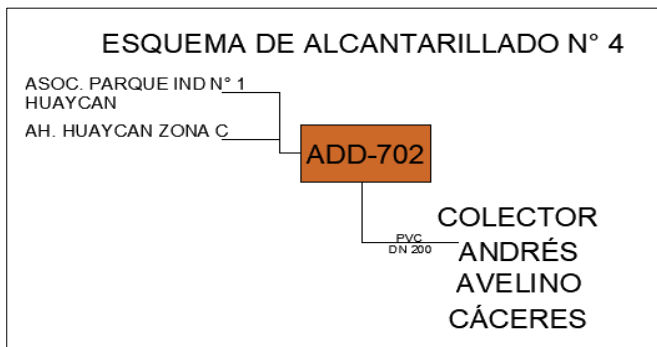 ESQUEMA DE ALCANTARILLADO N° 4
ASOC. PARQUE IND N° 1
HUAYCAN
AH. HUAYCAN ZONA C
ADD-702
PVC
DN 200
COLECTOR
ANDRÉS
AVELINO
CÁCERES